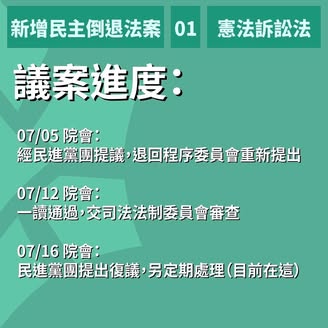 新增民主倒退法案 01 憲法訴訟法
議案進度：
07/05 院會：
經民進黨團提議，退回程序委員會重新提出
07/12 院會：
一讀通過，交司法法制委員會審查
07/16 院會：
民進黨團提出復議，另定期處理（目前在這）